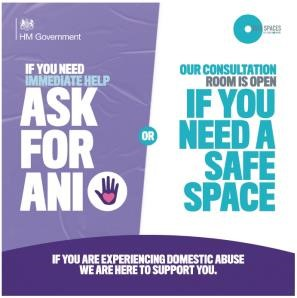 HM Government
SPACES
IF YOU NEED
IMMEDIATE HELP
ASK
FOR
ANI
OR
OUR CONSULTATION
ROOM IS OPEN
IF YOU
NEED A
SAFE
SPACE
IF YOU ARE EXPERIENCING DOMESTIC ABUSE
WE ARE HERE TO SUPPORT YOU.